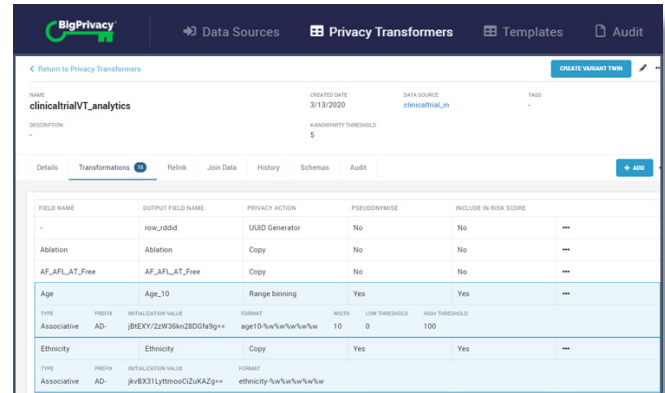 BigPrivacy
Data Sources
Privacy Transformers
Templates
Audit
Return to Privacy Transformers
CREATE VARIANT TWIN
NAME
CREATED DATE
DATA SOURCE
TAGS
clinicaltrialVT_analytics
3/13/2020
clinicaltrial_in
-
DESCRIPTION
K-ANONYMITY THRESHOLD
-
5
Details Transformations 15 Relink Join Data History Schemas Audit + ADD
FIELD NAME OUTPUT FIELD NAME PRIVACY ACTION PSEUDONYMISE INCLUDE IN RISK SCORE
- row_rddid UUID Generator No No
Ablation Ablation Copy No No
AF_AFL_AT_Free AF_AFL_AT_Free Copy No No
Age Age_10 Range binning Yes Yes
TYPE PREFIX INITIALIZATION VALUE FORMAT WIDTH LOW THRESHOLD HIGH THRESHOLD
Associative AD- jBtEXY/2zW36kn28DGfa9g== age10-%w%w%w%w%w 10 0 100
Ethnicity Ethnicity Copy Yes Yes
TYPE PREFIX INITIALIZATION VALUE FORMAT
Associative AD- jkvBX31LyttmooCiZuKAZg== ethnicity-%w%w%w%w%w